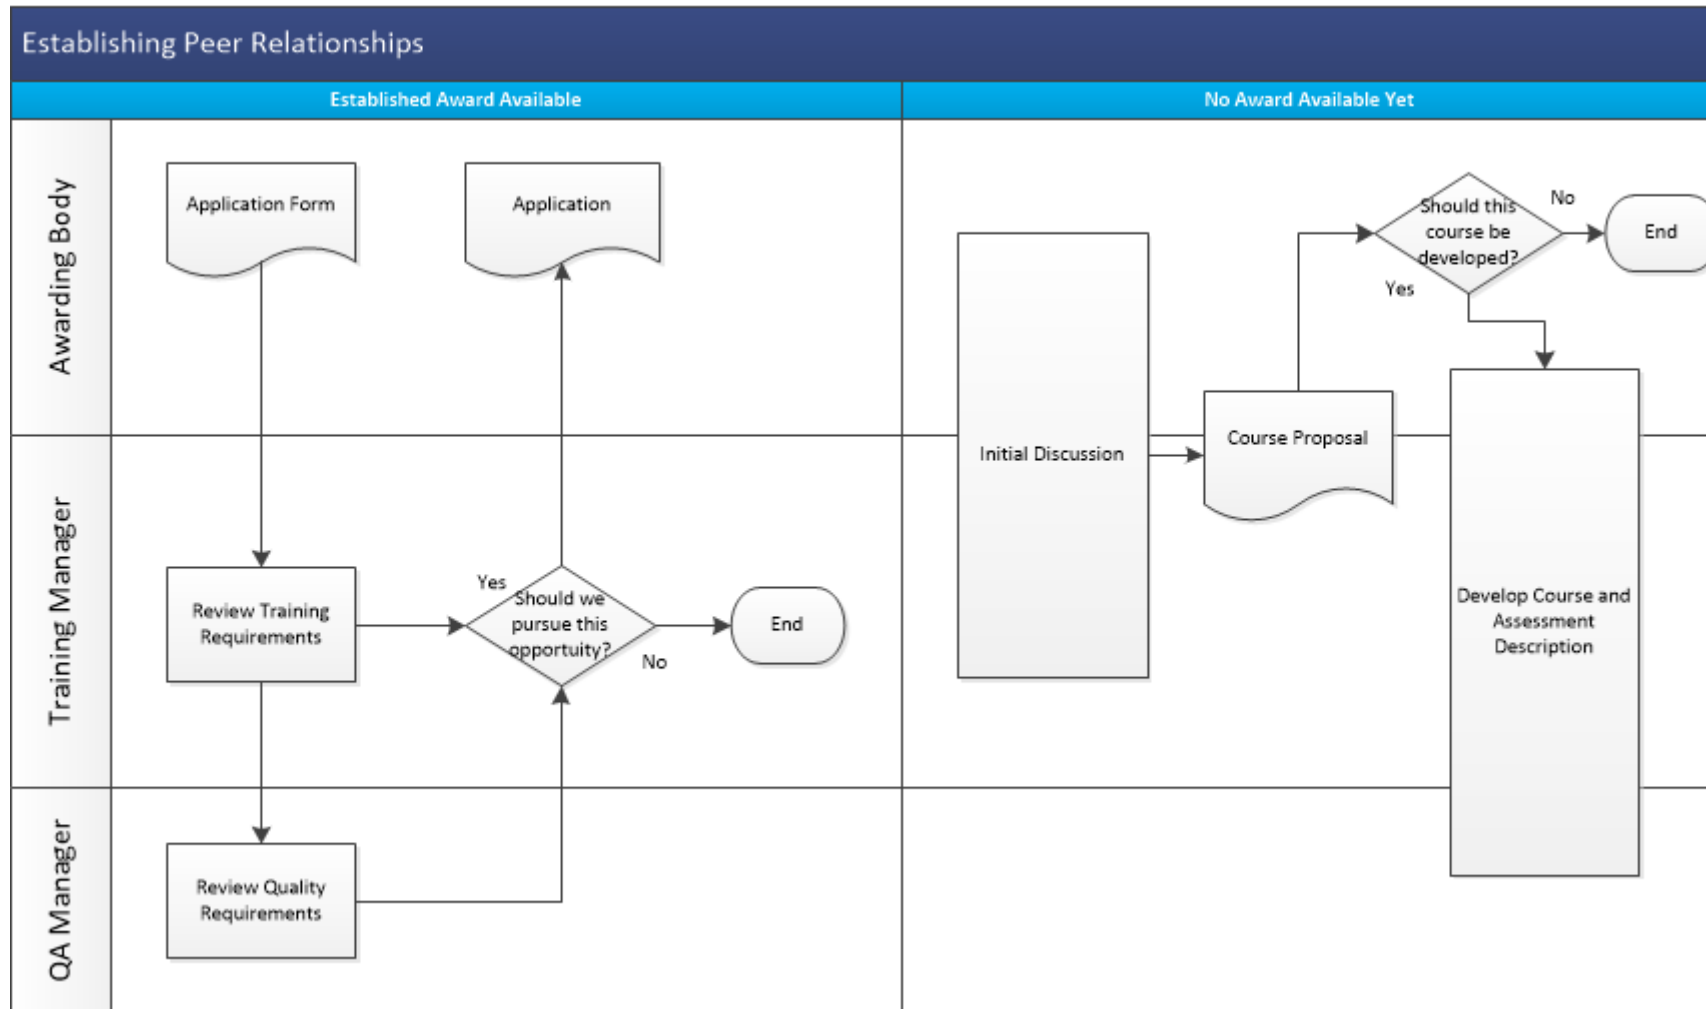 Establishing Peer Relationships
Established Award Available
No Award Available Yet
Awarding Body
Application Form
Application
Should this
course be
developed?
No
End
Yes
Training Manager
Initial Discussion
Course Proposal
Review Training
Requirements
Yes
Should we
pursue this
opportuity?
No
End
Develop Course and
Assessment
Description
QA Manager
Review Quality
Requirements